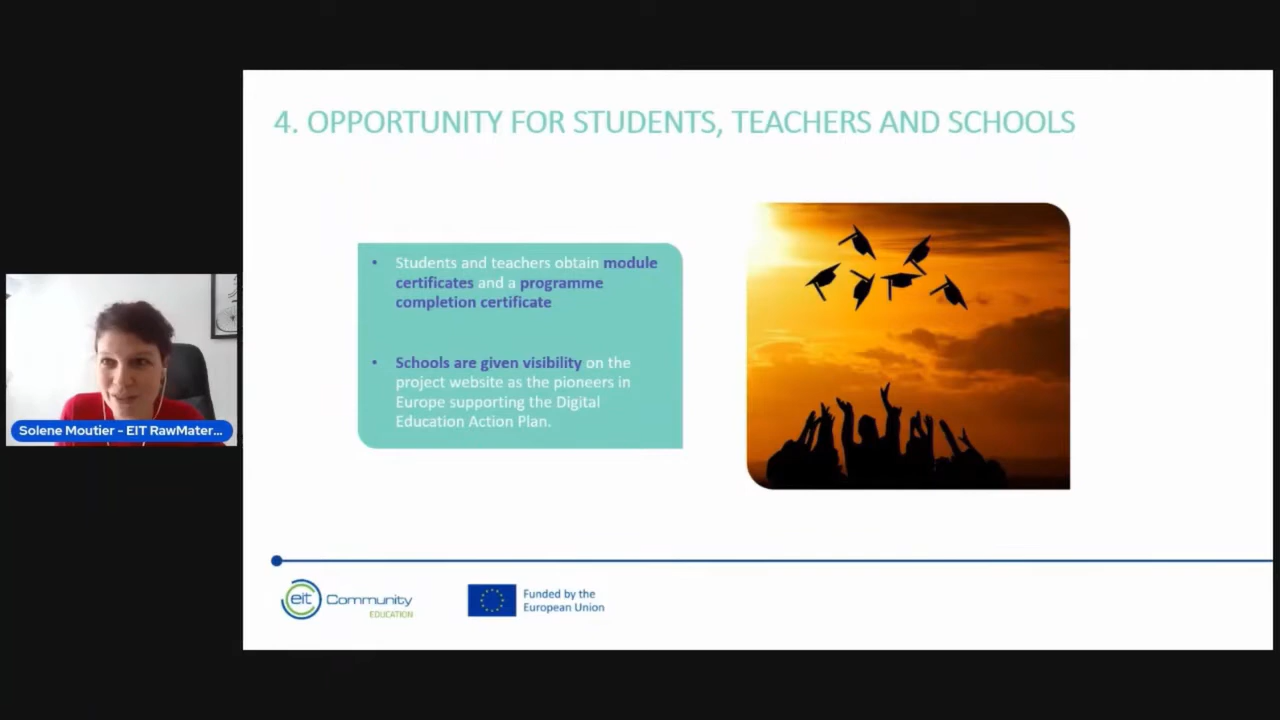 4. OPPORTUNITY FOR STUDENTS, TEACHERS AND SCHOOLS
• Students and teachers obtain module
certificates and a programme
completion certificate
• Schools are given visibility on the
project website as the pioneers in
Europe supporting the Digital
Education Action Plan.
Solene Moutier - EIT RawMater...
eit Community
EDUCATION
Funded by the
European Union